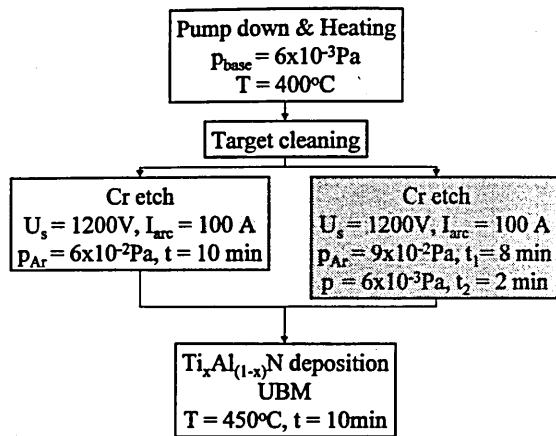 Pump down & Heating
p_base = 6x10⁻³Pa
T = 400°C
Target cleaning
Cr etch
U_s = 1200V, I_arc = 100 A
p_Ar = 6x10⁻²Pa, t = 10 min
Cr etch
U_s = 1200V, I_arc = 100 A
p_Ar = 9x10⁻²Pa, t₁= 8 min
p = 6x10⁻³Pa, t₂ = 2 min
Ti_xAl_(1-x)N deposition
UBM
T = 450°C, t = 10min